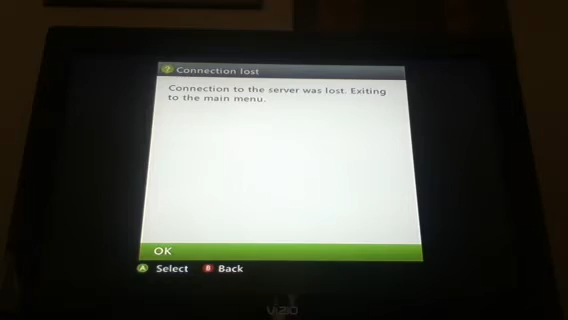 Connection lost
Connection to the server was lost. Exiting
to the main menu.
OK
A Select B Back
VIZIO